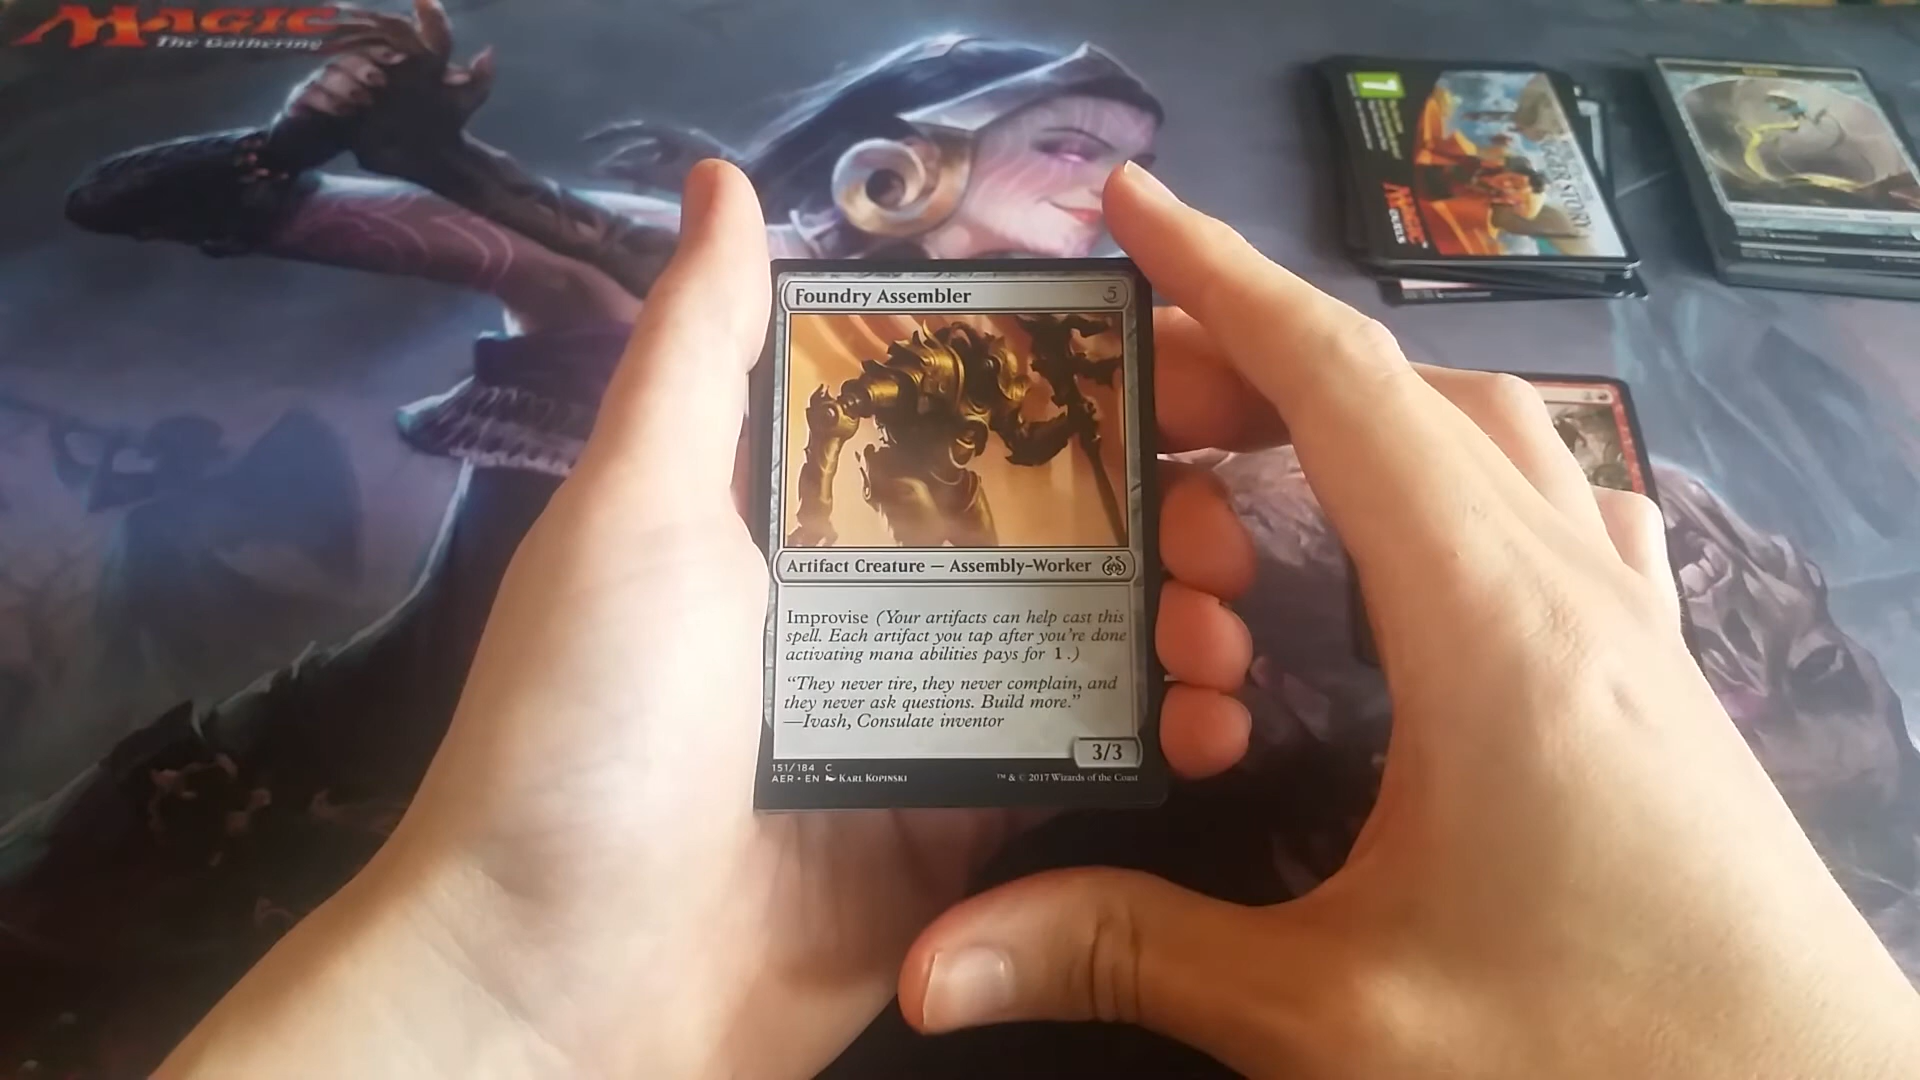 MAGIC
The Gathering
Foundry Assembler 5
Artifact Creature — Assembly-Worker
Improvise (Your artifacts can help cast this
spell. Each artifact you tap after you're done
activating mana abilities pays for 1.)
"They never tire, they never complain, and
they never ask questions. Build more."
—Ivash, Consulate inventor
3/3
151/184 C
AER • EN KARL KOPINSKI
™ & © 2017 Wizards of the Coast
MAGIC
DUELS